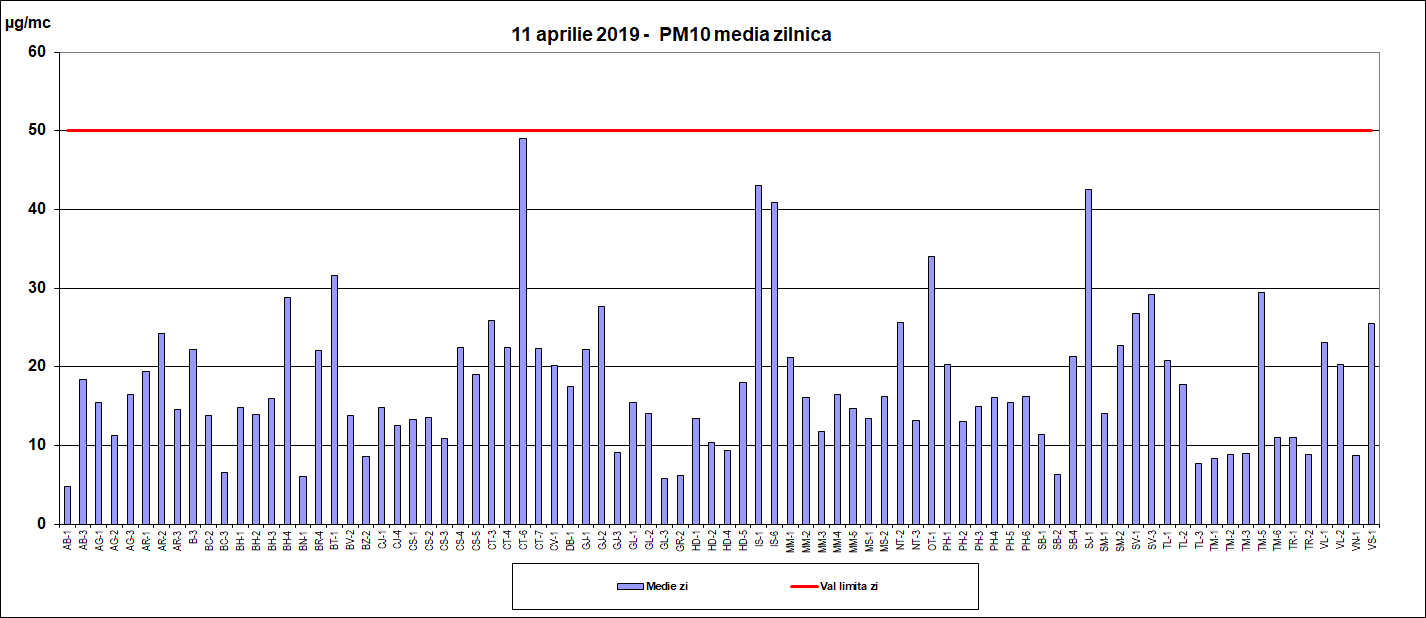 µg/mc
11 aprilie 2019 - PM10 media zilnica
60
50
40
30
20
10
0
AB-1 AB-3 AG-1 AG-2 AG-3 AR-1 AR-2 AR-3 B-3 BC-2 BC-3 BH-1 BH-2 BH-3 BH-4 BN-1 BR-4 BT-1 BV-2 BZ-2 CJ-1 CJ-4 CS-1 CS-2 CS-3 CS-4 CS-5 CT-3 CT-4 CT-6 CT-7 CV-1 DB-1 GJ-1 GJ-2 GJ-3 GL-1 GL-2 GL-3 GR-2 HD-1 HD-2 HD-4 HD-5 IS-1 IS-6 MM-1 MM-2 MM-3 MM-4 MM-5 MS-1 MS-2 NT-2 NT-3 OT-1 PH-1 PH-2 PH-3 PH-4 PH-5 PH-6 SB-1 SB-2 SB-4 SJ-1 SM-1 SM-2 SV-1 SV-3 TL-1 TL-2 TL-3 TM-1 TM-2 TM-3 TM-5 TM-6 TR-1 TR-2 VL-1 VL-2 VN-1 VS-1
Medie zi Val limita zi